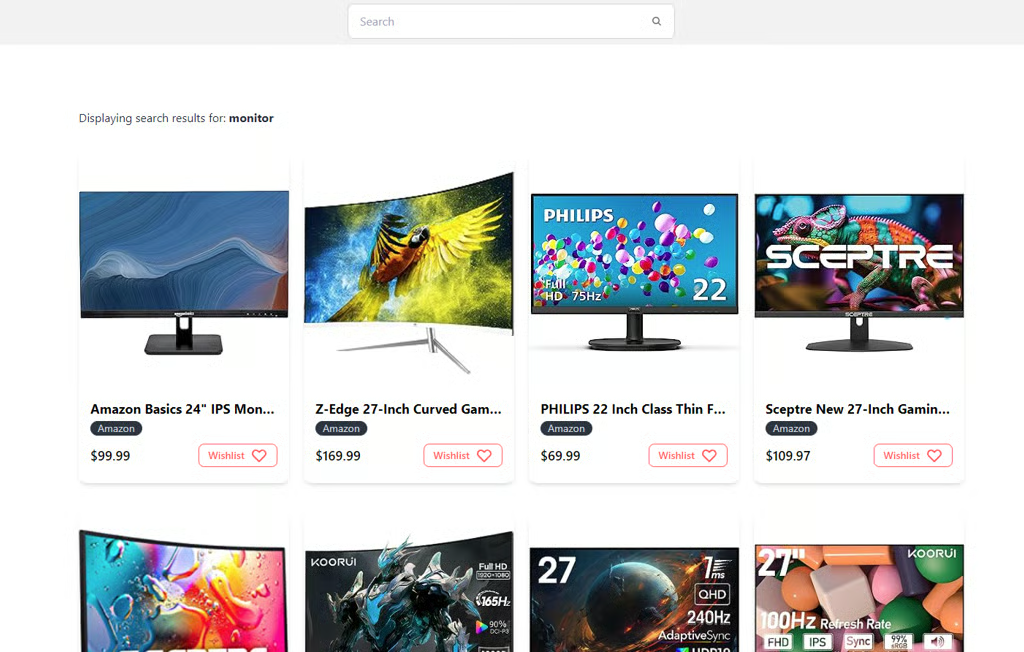 Search
Displaying search results for: monitor
PHILIPS
Full
HD 75Hz
22
SCEPTRE
SCEPTRE
Amazon Basics 24" IPS Mon...
Amazon
$99.99
Wishlist
Z-Edge 27-Inch Curved Gam...
Amazon
$169.99
Wishlist
PHILIPS 22 Inch Class Thin F...
Amazon
$69.99
Wishlist
Sceptre New 27-Inch Gamin...
Amazon
$109.97
Wishlist
KOORUI
Full HD
1920×1080
165Hz
90%
DCI-P3
27
1ms
QHD
240Hz
AdaptiveSync
27"
KOORUI
100Hz Refresh Rate
FHD
IPS
Sync
99%
sRGB